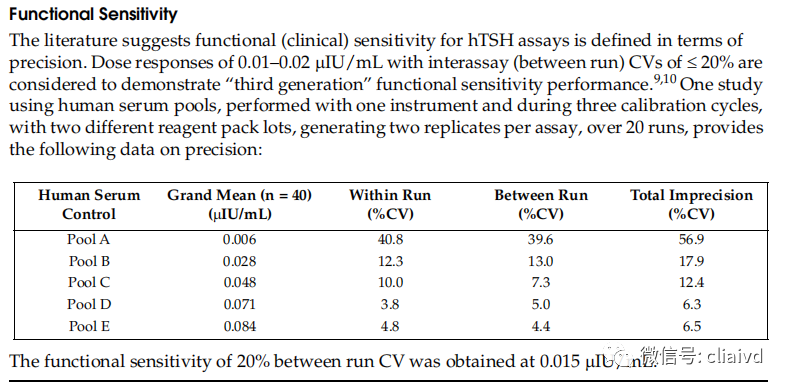 Functional Sensitivity
The literature suggests functional (clinical) sensitivity for hTSH assays is defined in terms of
precision. Dose responses of 0.01–0.02 µIU/mL with interassay (between run) CVs of ≤ 20% are
considered to demonstrate “third generation” functional sensitivity performance.9,10 One study
using human serum pools, performed with one instrument and during three calibration cycles,
with two different reagent pack lots, generating two replicates per assay, over 20 runs, provides
the following data on precision:
Human Serum Grand Mean (n = 40) Within Run Between Run Total Imprecision
Control (µIU/mL) (%CV) (%CV) (%CV)
Pool A 0.006 40.8 39.6 56.9
Pool B 0.028 12.3 13.0 17.9
Pool C 0.048 10.0 7.3 12.4
Pool D 0.071 3.8 5.0 6.3
Pool E 0.084 4.8 4.4 6.5
微信号: cliaivd
The functional sensitivity of 20% between run CV was obtained at 0.015 µIU/mL.